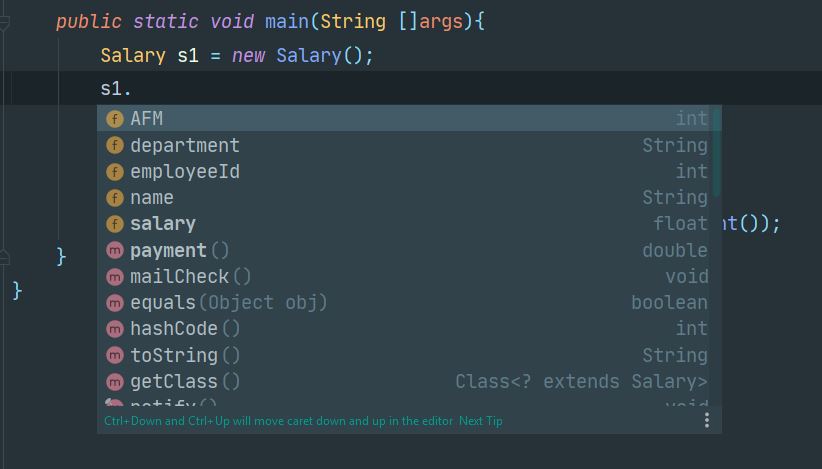 public static void main(String []args){
Salary s1 = new Salary();
s1.
f AFM int
f department String
f employeeId int
f name String
f salary float
nt());
m payment() double
}
m mailCheck() void
}
m equals(Object obj) boolean
m hashCode() int
m toString() String
m getClass() Class<? extends Salary>
notify() void
Ctrl+Down and Ctrl+Up will move caret down and up in the editor Next Tip